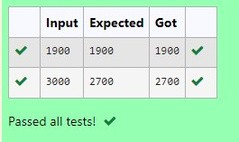 Input Expected Got
1900 1900 1900
3000 2700 2700
Passed all tests!